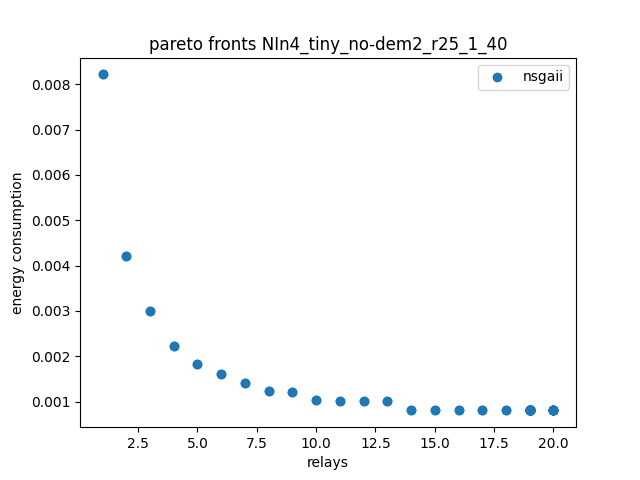 pareto fronts NIn4_tiny_no-dem2_r25_1_40
nsgaii
0.008
0.007
0.006
0.005
0.004
0.003
0.002
0.001
energy consumption
2.5 5.0 7.5 10.0 12.5 15.0 17.5 20.0
relays